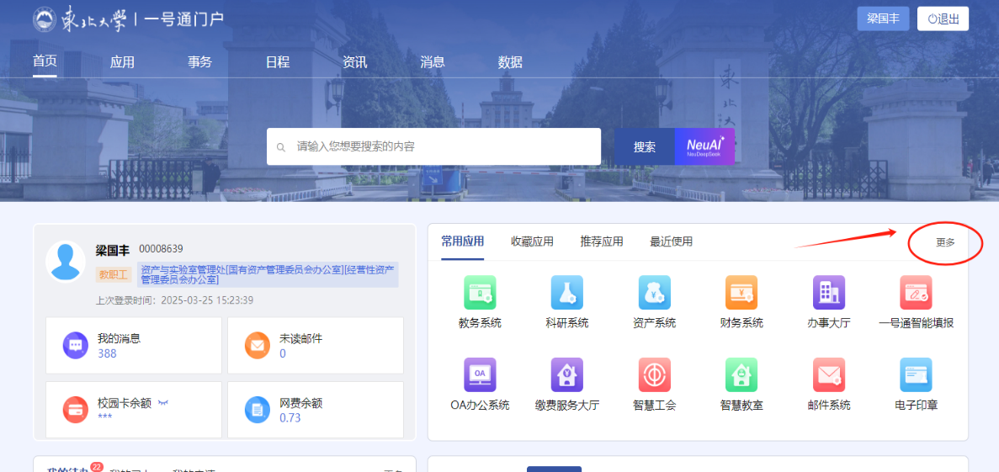 東北大學 | 一号通门户
梁国丰
退出
首页 应用 事务 日程 资讯 消息 数据
请输入您想要搜索的内容
搜索
NeuAI
NeuDeepSeek
梁国丰 00008639
教职工
资产与实验室管理处[国有资产管理委员会办公室][经营性资产
管理委员会办公室]
上次登录时间：2025-03-25 15:23:39
我的消息
388
未读邮件
0
校园卡余额
***
网费余额
0.73
常用应用 收藏应用 推荐应用 最近使用 更多
教务系统 科研系统 资产系统 财务系统 办事大厅 一号通智能填报
OA
OA办公系统 缴费服务大厅 智慧工会 智慧教室 邮件系统 电子印章
我的待办 22